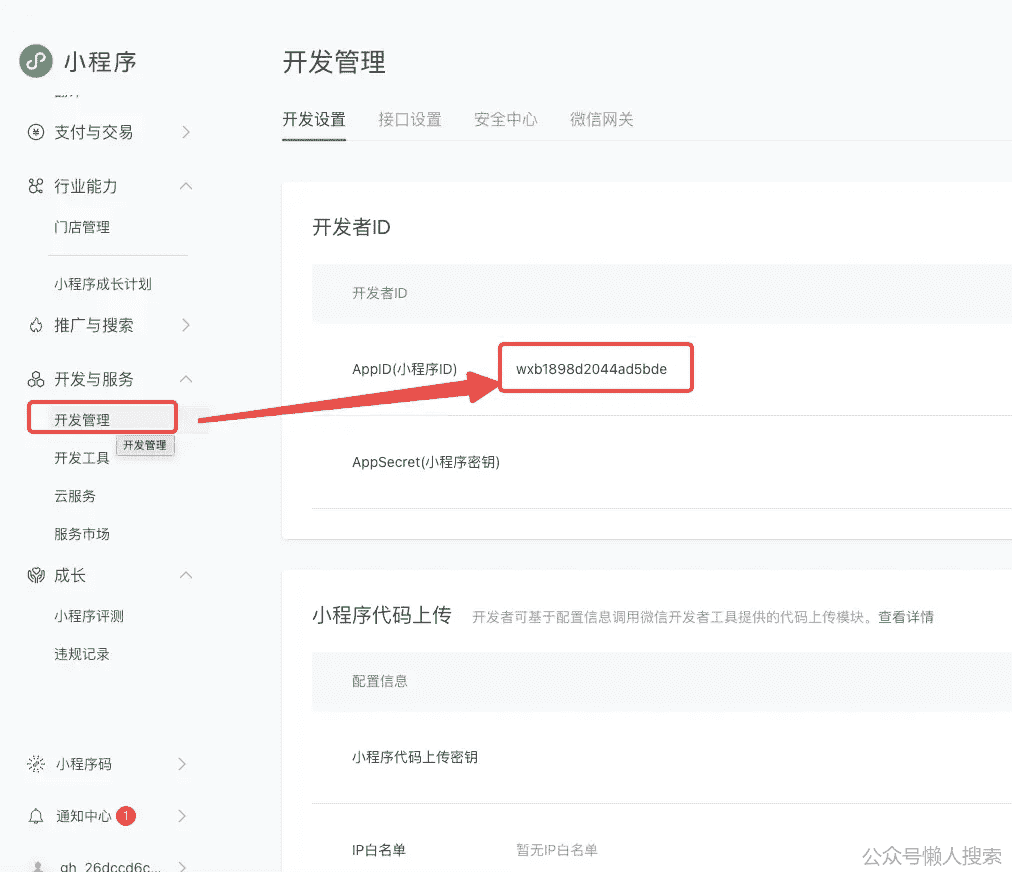 小程序
支付与交易
行业能力
门店管理
小程序成长计划
推广与搜索
开发与服务
开发管理
开发管理
开发工具
云服务
服务市场
成长
小程序评测
违规记录
小程序码
通知中心 1
gh_26dccd6c...
开发管理
开发设置 接口设置 安全中心 微信网关
开发者ID
开发者ID
AppID(小程序ID) wxb1898d2044ad5bde
AppSecret(小程序密钥)
小程序代码上传 开发者可基于配置信息调用微信开发者工具提供的代码上传模块。查看详情
配置信息
小程序代码上传密钥
IP白名单 暂无IP白名单
公众号懒人搜索